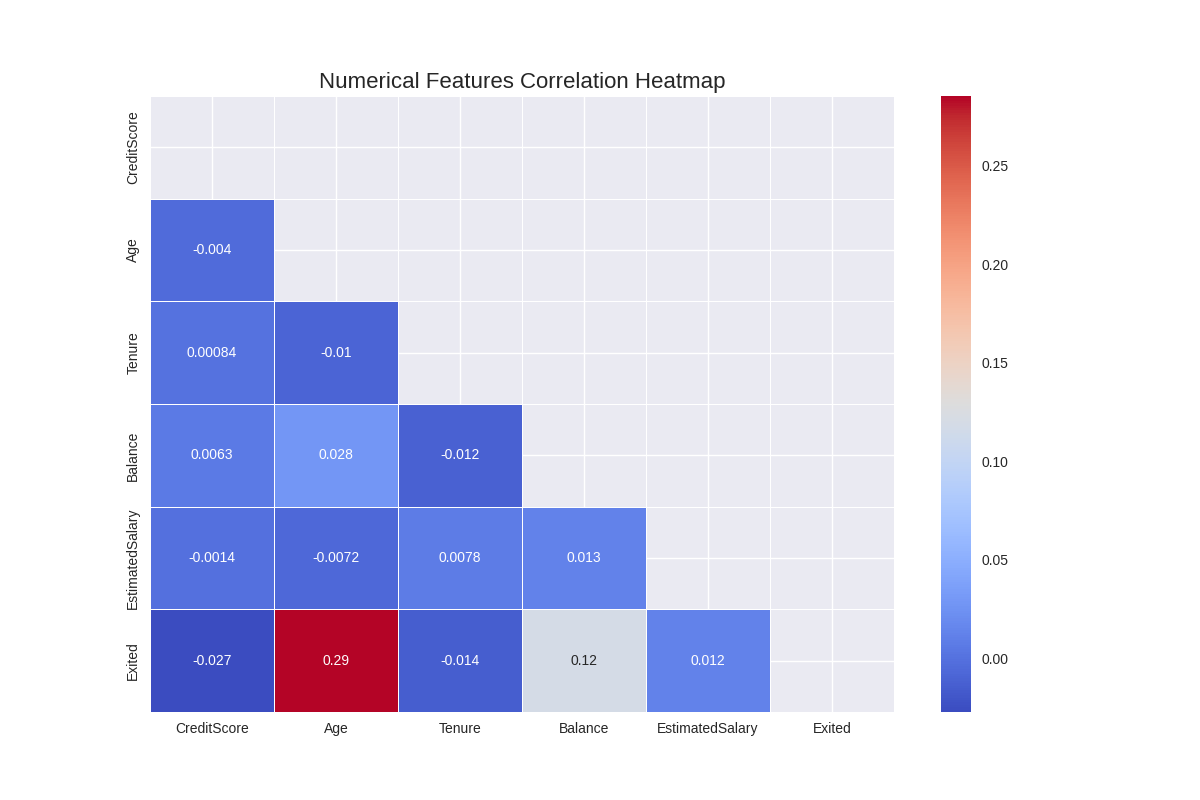 Numerical Features Correlation Heatmap
CreditScore
Age
-0.004
Tenure
0.00084 -0.01
Balance
0.0063 0.028 -0.012
EstimatedSalary
-0.0014 -0.0072 0.0078 0.013
Exited
-0.027 0.29 -0.014 0.12 0.012
CreditScore Age Tenure Balance EstimatedSalary Exited
0.25
0.20
0.15
0.10
0.05
0.00